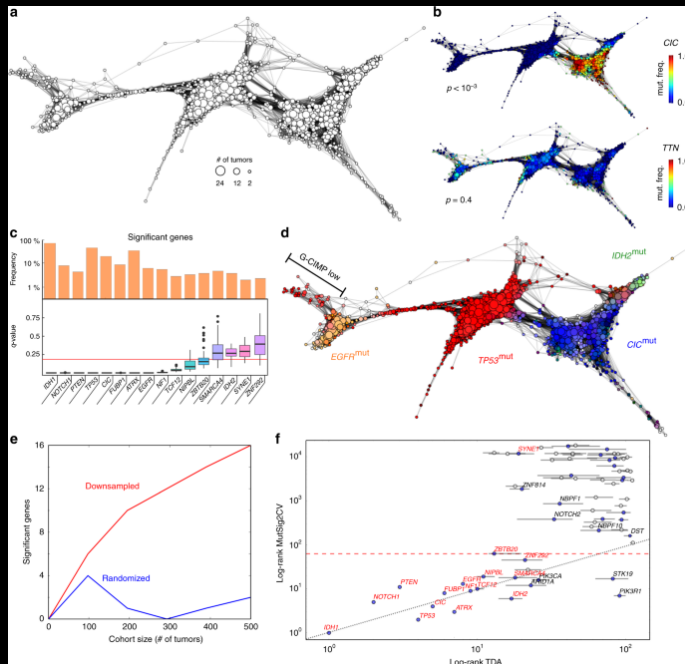 a
# of tumors
24 12 2
b
CIC
mut. freq.
p < 10⁻³
0.
TTN
mut. freq.
p = 0.4
0.
c
Significant genes
Frequency
100 %
10 %
1 %
q-value
0.75
0.50
0.25
IDH1
NOTCH1
PTEN
TP53
CIC
FUBP1
ATRX
EGFR
NF1
TCF12
NIPBL
ZBTB20
SMARCA4
IDH2
SYNE1
ZNF292
d
G-CIMP low
IDH2mut
EGFRmut
TP53mut
CICmut
e
Significant genes
16
12
8
4
0
Downsampled
Randomized
0 100 200 300 400 500
Cohort size (# of tumors)
f
Log-rank MutSig2CV
10⁴
10³
10²
10¹
10⁰
SYNE1
ZNF814
NBPF1
NOTCH2
NBPF10
DST
ZBTB20
ZNF292
NIPBL
PIK3CA
STK19
PTEN
EGFR
NF1
TCF12
FUBP1
NOTCH1
CIC
ATRX
IDH2
PIK3R1
TP53
IDH1
10⁰ 10¹ 10²
Log-rank TDA